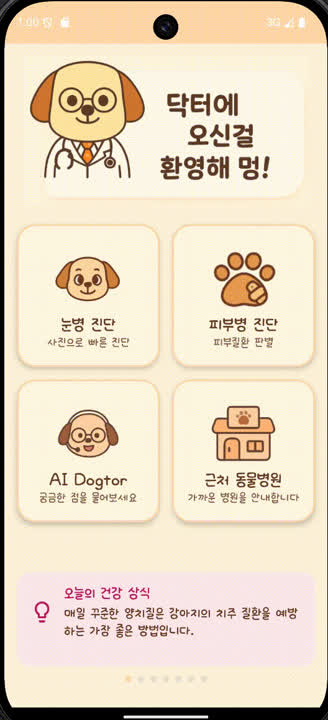 1:00
3G
닥터에
오신걸
환영해 멍!
눈병 진단
사진으로 빠른 진단
피부병 진단
피부질환 판별
AI Dogtor
궁금한 점을 물어보세요
근처 동물병원
가까운 병원을 안내합니다
오늘의 건강 상식
매일 꾸준한 양치질은 강아지의 치주 질환을 예방
하는 가장 좋은 방법입니다.